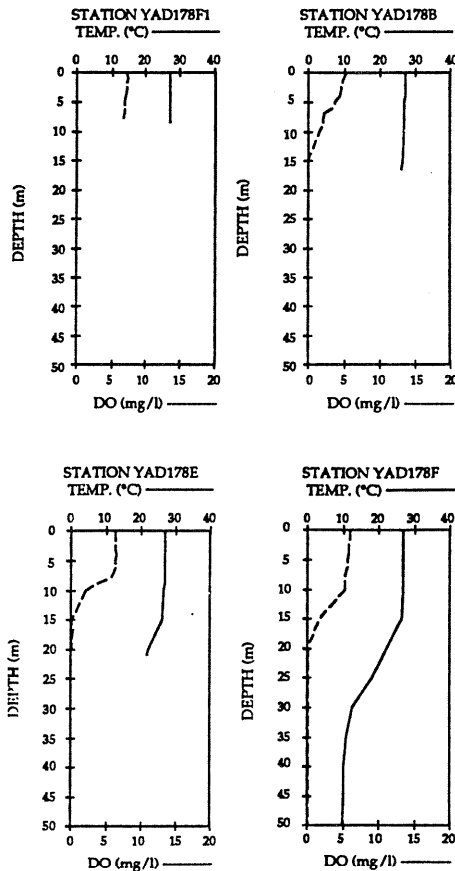 STATION YAD178F1
TEMP. (°C)
0 10 20 30 40
0
5
10
15
20
25
30
35
40
45
50
DEPTH (m)
0 5 10 15 20
DO (mg/l)
STATION YAD178B
TEMP. (°C)
0 10 20 30 40
0
5
10
15
20
25
30
35
40
45
50
DEPTH (m)
0 5 10 15 20
DO (mg/l)
STATION YAD178E
TEMP. (°C)
0 10 20 30 40
0
5
10
15
20
25
30
35
40
45
50
DEPTH (m)
0 5 10 15 20
DO (mg/l)
STATION YAD178F
TEMP. (°C)
0 10 20 30 40
0
5
10
15
20
25
30
35
40
45
50
DEPTH (m)
0 5 10 15 20
DO (mg/l)